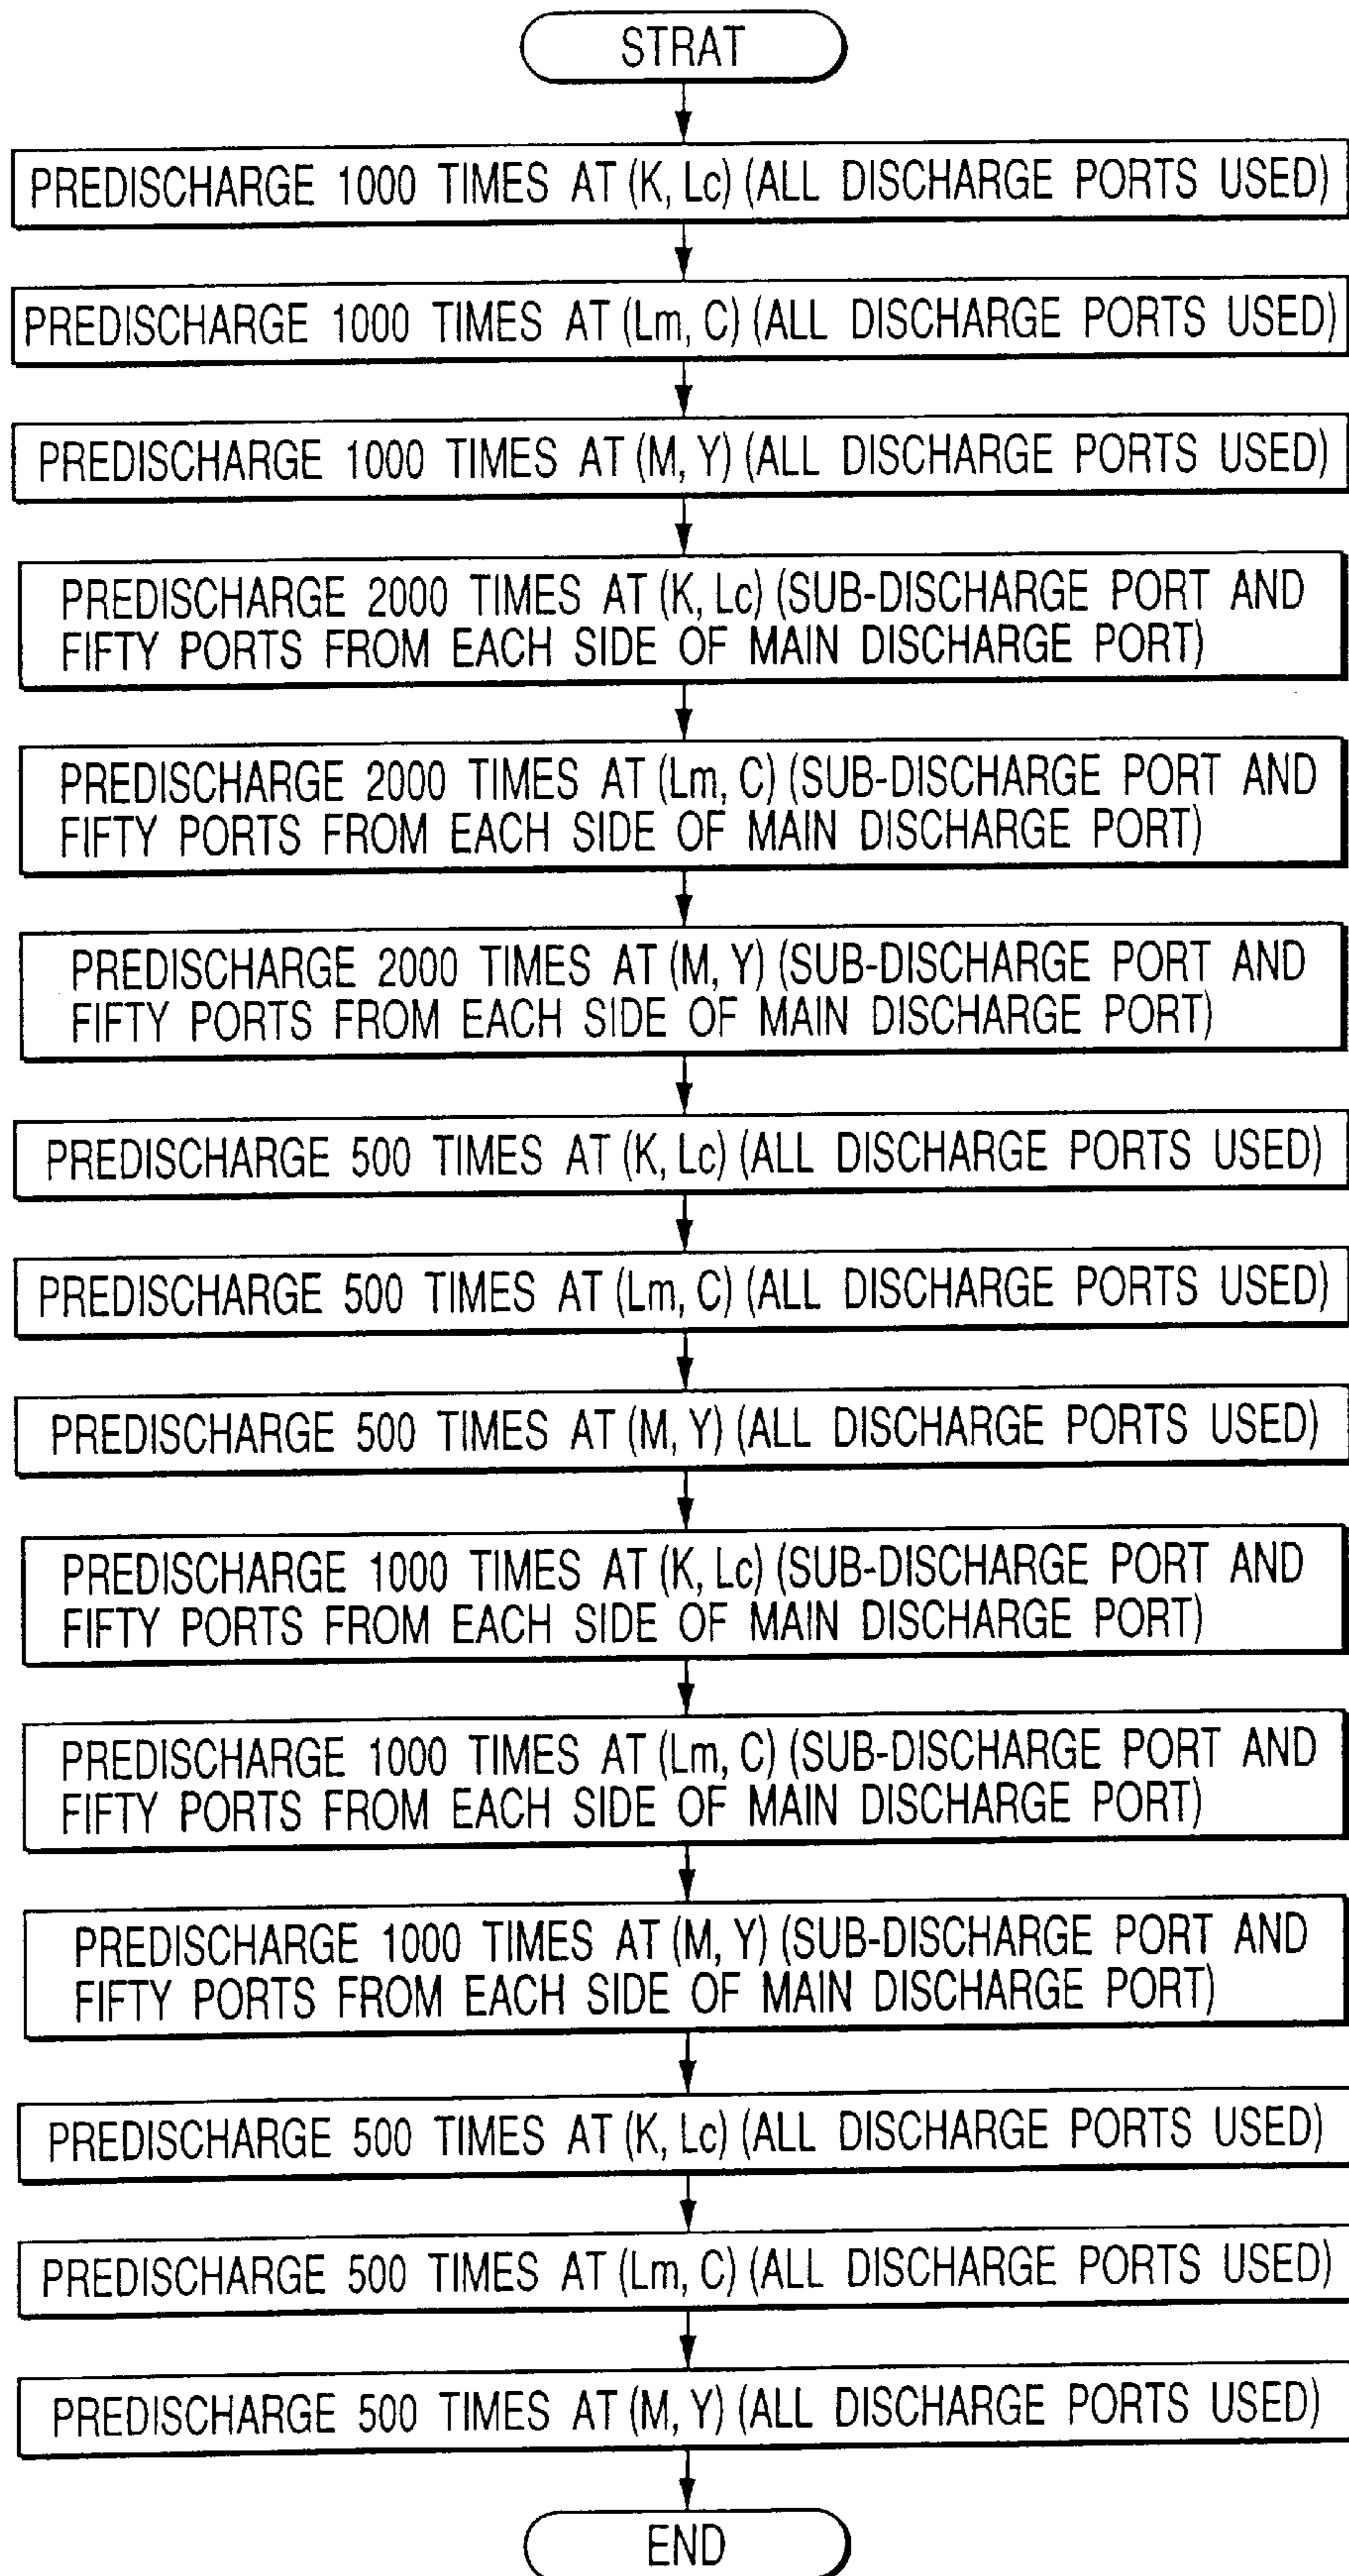 STRAT
PREDISCHARGE 1000 TIMES AT (K, Lc) (ALL DISCHARGE PORTS USED)
PREDISCHARGE 1000 TIMES AT (Lm, C) (ALL DISCHARGE PORTS USED)
PREDISCHARGE 1000 TIMES AT (M, Y) (ALL DISCHARGE PORTS USED)
PREDISCHARGE 2000 TIMES AT (K, Lc) (SUB-DISCHARGE PORT AND
FIFTY PORTS FROM EACH SIDE OF MAIN DISCHARGE PORT)
PREDISCHARGE 2000 TIMES AT (Lm, C) (SUB-DISCHARGE PORT AND
FIFTY PORTS FROM EACH SIDE OF MAIN DISCHARGE PORT)
PREDISCHARGE 2000 TIMES AT (M, Y) (SUB-DISCHARGE PORT AND
FIFTY PORTS FROM EACH SIDE OF MAIN DISCHARGE PORT)
PREDISCHARGE 500 TIMES AT (K, Lc) (ALL DISCHARGE PORTS USED)
PREDISCHARGE 500 TIMES AT (Lm, C) (ALL DISCHARGE PORTS USED)
PREDISCHARGE 500 TIMES AT (M, Y) (ALL DISCHARGE PORTS USED)
PREDISCHARGE 1000 TIMES AT (K, Lc) (SUB-DISCHARGE PORT AND
FIFTY PORTS FROM EACH SIDE OF MAIN DISCHARGE PORT)
PREDISCHARGE 1000 TIMES AT (Lm, C) (SUB-DISCHARGE PORT AND
FIFTY PORTS FROM EACH SIDE OF MAIN DISCHARGE PORT)
PREDISCHARGE 1000 TIMES AT (M, Y) (SUB-DISCHARGE PORT AND
FIFTY PORTS FROM EACH SIDE OF MAIN DISCHARGE PORT)
PREDISCHARGE 500 TIMES AT (K, Lc) (ALL DISCHARGE PORTS USED)
PREDISCHARGE 500 TIMES AT (Lm, C) (ALL DISCHARGE PORTS USED)
PREDISCHARGE 500 TIMES AT (M, Y) (ALL DISCHARGE PORTS USED)
END